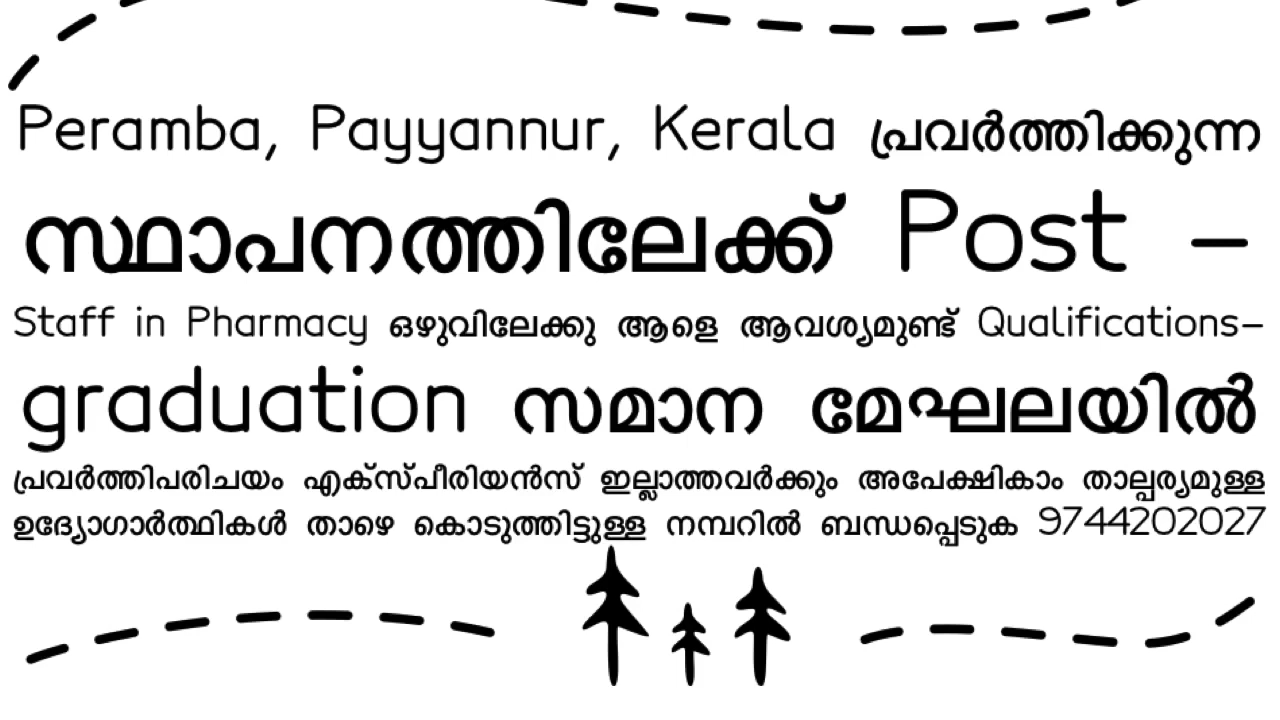 Peramba, Payyannur, Kerala പ്രവർത്തിക്കുന്ന
സ്ഥാപനത്തിലേക്ക് Post -
Staff in Pharmacy ഒഴുവിലേക്കു ആളെ ആവശ്യമുണ്ട് Qualifications-
graduation സമാന മേഘലയിൽ
പ്രവർത്തിപരിചയം എക്സ്പീരിയൻസ് ഇല്ലാത്തവർക്കും അപേക്ഷികാം താല്പര്യമുള്ള
ഉദ്യോഗാർത്ഥികൾ താഴെ കൊടുത്തിട്ടുള്ള നമ്പറിൽ ബന്ധപ്പെടുക 9744202027